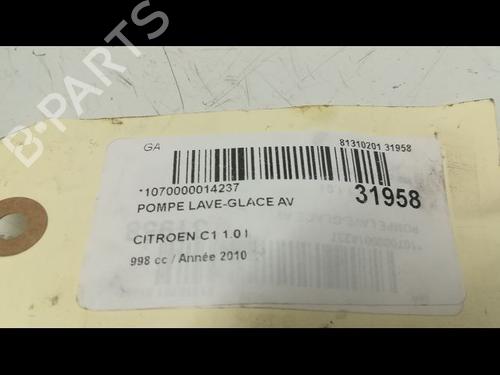 B-PARTS
GA
81310201 31958
*1070000014237
31958
POMPE LAVE-GLACE AV
CITROEN C1 1.0 I
998 cc / Année 2010